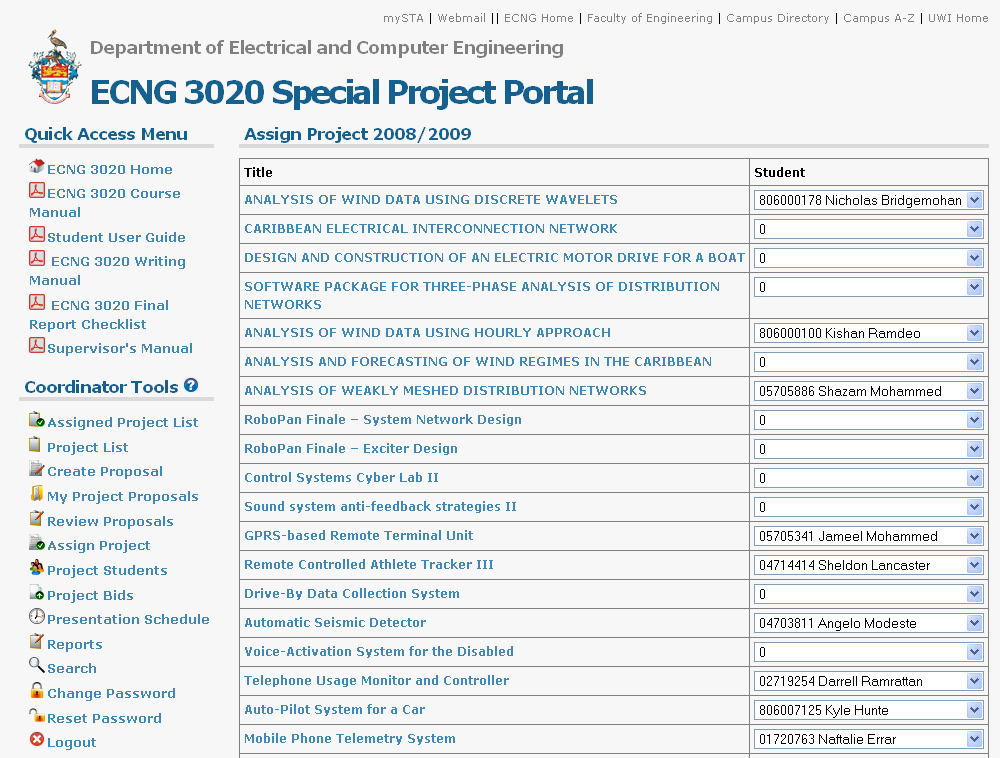 mySTA | Webmail || ECNG Home | Faculty of Engineering | Campus Directory | Campus A-Z | UWI Home
Department of Electrical and Computer Engineering
ECNG 3020 Special Project Portal
Quick Access Menu
ECNG 3020 Home
ECNG 3020 Course
Manual
Student User Guide
ECNG 3020 Writing
Manual
ECNG 3020 Final
Report Checklist
Supervisor's Manual
Coordinator Tools ?
Assigned Project List
Project List
Create Proposal
My Project Proposals
Review Proposals
Assign Project
Project Students
Project Bids
Presentation Schedule
Reports
Search
Change Password
Reset Password
Logout
Assign Project 2008/2009
Title Student
ANALYSIS OF WIND DATA USING DISCRETE WAVELETS 806000178 Nicholas Bridgemohan
CARIBBEAN ELECTRICAL INTERCONNECTION NETWORK 0
DESIGN AND CONSTRUCTION OF AN ELECTRIC MOTOR DRIVE FOR A BOAT 0
SOFTWARE PACKAGE FOR THREE-PHASE ANALYSIS OF DISTRIBUTION 0
NETWORKS
ANALYSIS OF WIND DATA USING HOURLY APPROACH 806000100 Kishan Ramdeo
ANALYSIS AND FORECASTING OF WIND REGIMES IN THE CARIBBEAN 0
ANALYSIS OF WEAKLY MESHED DISTRIBUTION NETWORKS 05705886 Shazam Mohammed
RoboPan Finale – System Network Design 0
RoboPan Finale – Exciter Design 0
Control Systems Cyber Lab II 0
Sound system anti-feedback strategies II 0
GPRS-based Remote Terminal Unit 05705341 Jameel Mohammed
Remote Controlled Athlete Tracker III 04714414 Sheldon Lancaster
Drive-By Data Collection System 0
Automatic Seismic Detector 04703811 Angelo Modeste
Voice-Activation System for the Disabled 0
Telephone Usage Monitor and Controller 02719254 Darrell Ramrattan
Auto-Pilot System for a Car 806007125 Kyle Hunte
Mobile Phone Telemetry System 01720763 Naftalie Errar